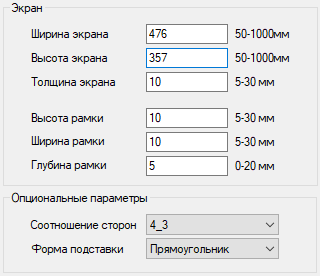 Экран
Ширина экрана 476 50-1000мм
Высота экрана 357 50-1000мм
Толщина экрана 10 5-30 мм
Высота рамки 10 5-30 мм
Ширина рамки 10 5-30 мм
Глубина рамки 5 0-20 мм
Опциональные параметры
Соотношение сторон 4_3
Форма подставки Прямоугольник